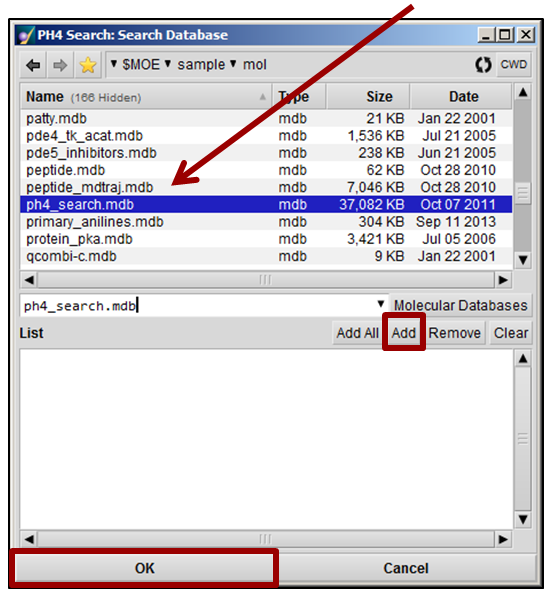 PH4 Search: Search Database
$MOE sample mol CWD
Name (166 Hidden) Type Size Date
patty.mdb mdb 21 KB Jan 22 2001
pde4_tk_acat.mdb mdb 1,536 KB Jul 21 2005
pde5_inhibitors.mdb mdb 238 KB Jun 21 2005
peptide.mdb mdb 62 KB Oct 28 2010
peptide_mdtraj.mdb mdb 7,046 KB Oct 28 2010
ph4_search.mdb mdb 37,082 KB Oct 07 2011
primary_anilines.mdb mdb 304 KB Sep 11 2013
protein_pka.mdb mdb 3,421 KB Jul 05 2006
qcombi-c.mdb mdb 9 KB Jan 22 2001
ph4_search.mdb Molecular Databases
List Add All Add Remove Clear
OK Cancel